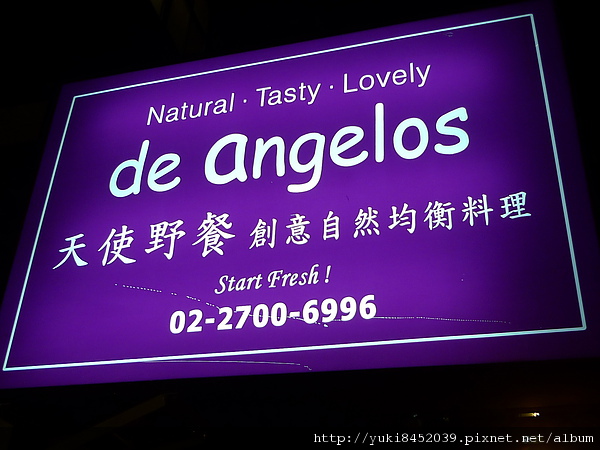 Natural · Tasty · Lovely
de angelos
天使野餐 創意自然均衡料理
Start Fresh !
02-2700-6996
http://yuki8452039.pixnet.net/album